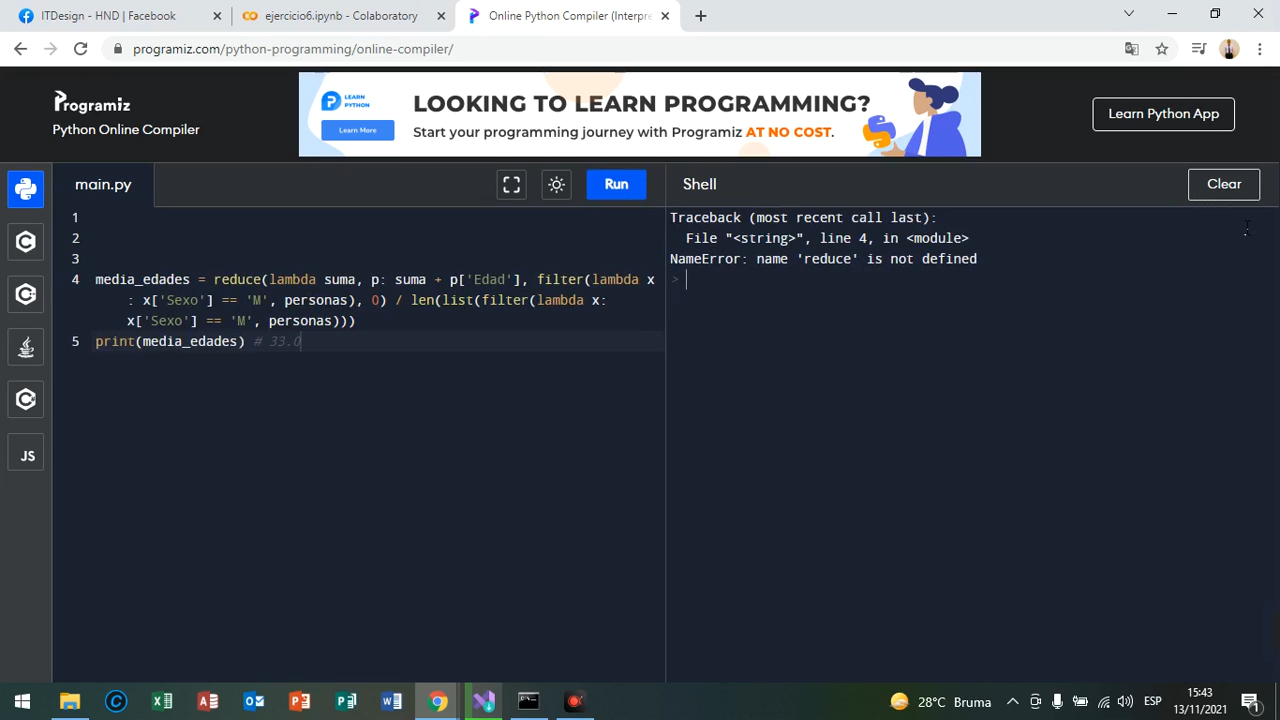 ITDesign - HND | Facebook
ejercicio6.ipynb - Colaboratory
Online Python Compiler (Interpre
programiz.com/python-programming/online-compiler/
Programiz
Python Online Compiler
LEARN
PYTHON
Learn More
LOOKING TO LEARN PROGRAMMING?
Start your programming journey with Programiz AT NO COST.
Learn Python App
main.py
Run
Shell
Clear
1
2
3
4 media_edades = reduce(lambda suma, p: suma + p['Edad'], filter(lambda x
: x['Sexo'] == 'M', personas), 0) / len(list(filter(lambda x:
x['Sexo'] == 'M', personas)))
5 print(media_edades) # 33.0
Traceback (most recent call last):
File "<string>", line 4, in <module>
NameError: name 'reduce' is not defined
>
JS
28°C Bruma
ESP
15:43
13/11/2021
1